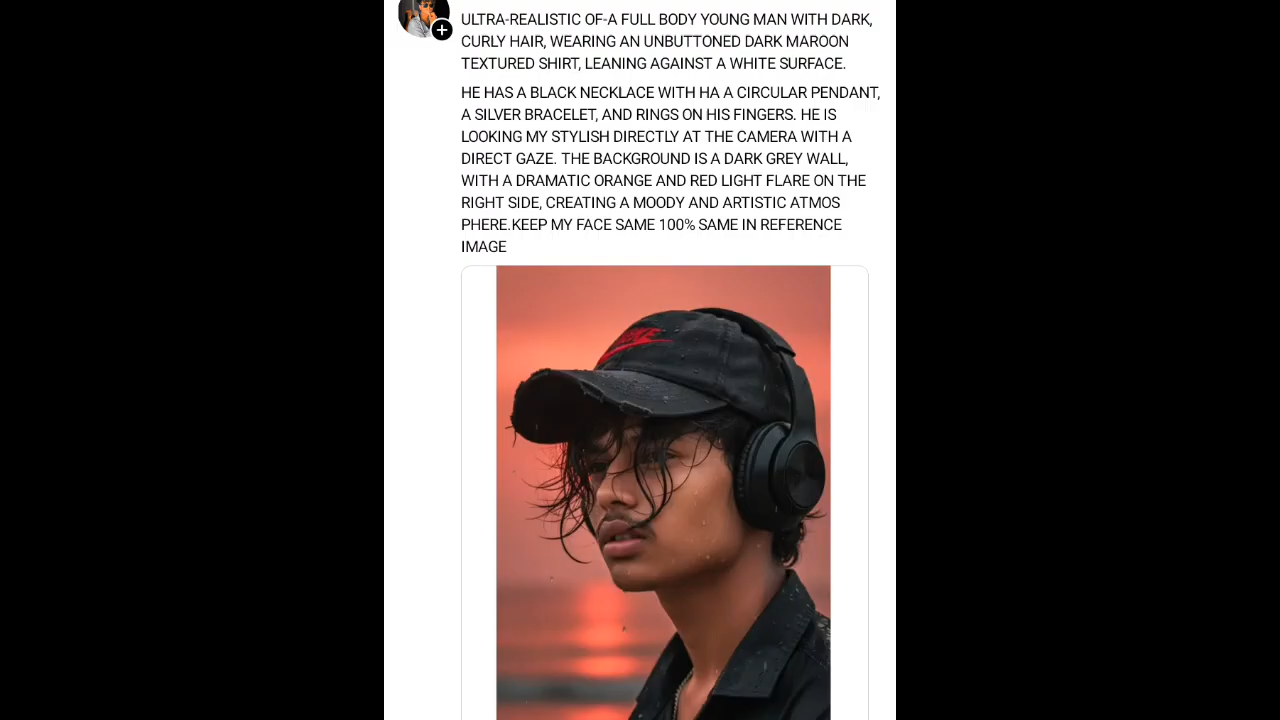 ULTRA-REALISTIC OF-A FULL BODY YOUNG MAN WITH DARK,
CURLY HAIR, WEARING AN UNBUTTONED DARK MAROON
TEXTURED SHIRT, LEANING AGAINST A WHITE SURFACE.
HE HAS A BLACK NECKLACE WITH HA A CIRCULAR PENDANT,
A SILVER BRACELET, AND RINGS ON HIS FINGERS. HE IS
LOOKING MY STYLISH DIRECTLY AT THE CAMERA WITH A
DIRECT GAZE. THE BACKGROUND IS A DARK GREY WALL,
WITH A DRAMATIC ORANGE AND RED LIGHT FLARE ON THE
RIGHT SIDE, CREATING A MOODY AND ARTISTIC ATMOS
PHERE.KEEP MY FACE SAME 100% SAME IN REFERENCE
IMAGE